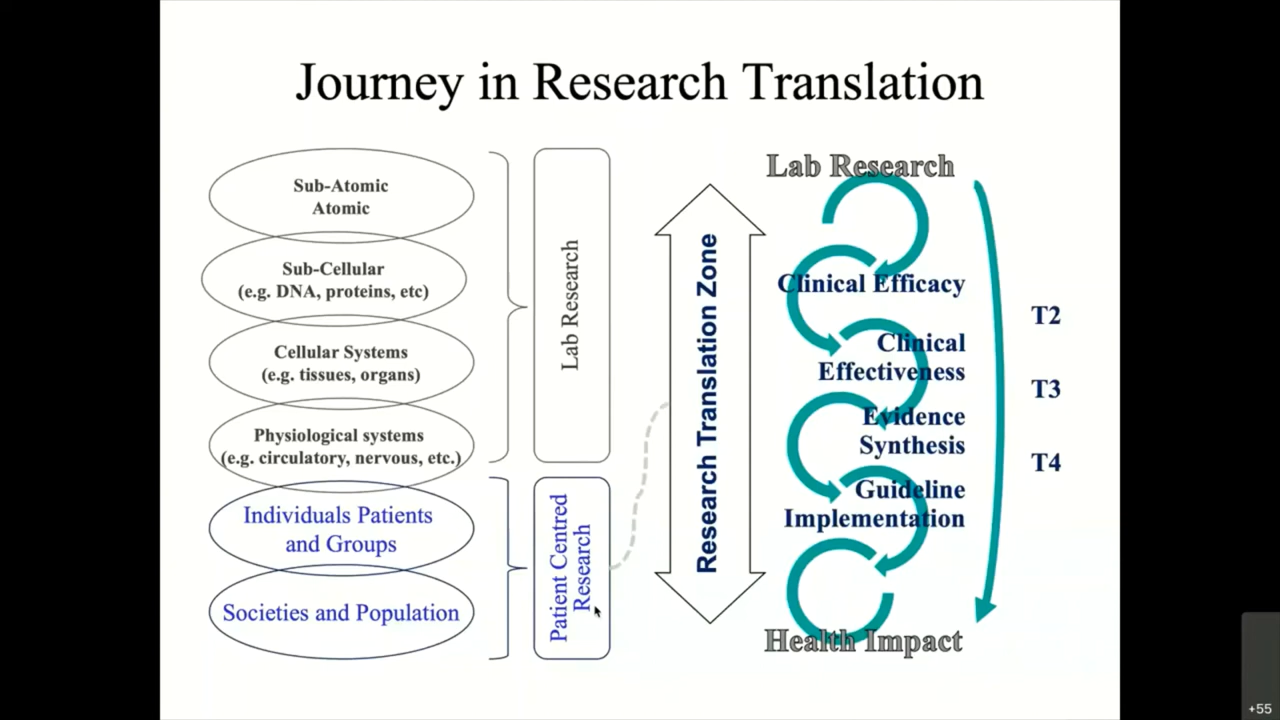 Journey in Research Translation
Sub-Atomic
Atomic
Sub-Cellular
(e.g. DNA, proteins, etc)
Cellular Systems
(e.g. tissues, organs)
Physiological systems
(e.g. circulatory, nervous, etc.)
Individuals Patients
and Groups
Societies and Population
Lab Research
Patient Centred
Research
Research Translation Zone
Lab Research
Clinical Efficacy
Clinical
Effectiveness
Evidence
Synthesis
Guideline
Implementation
Health Impact
T2
T3
T4
+55